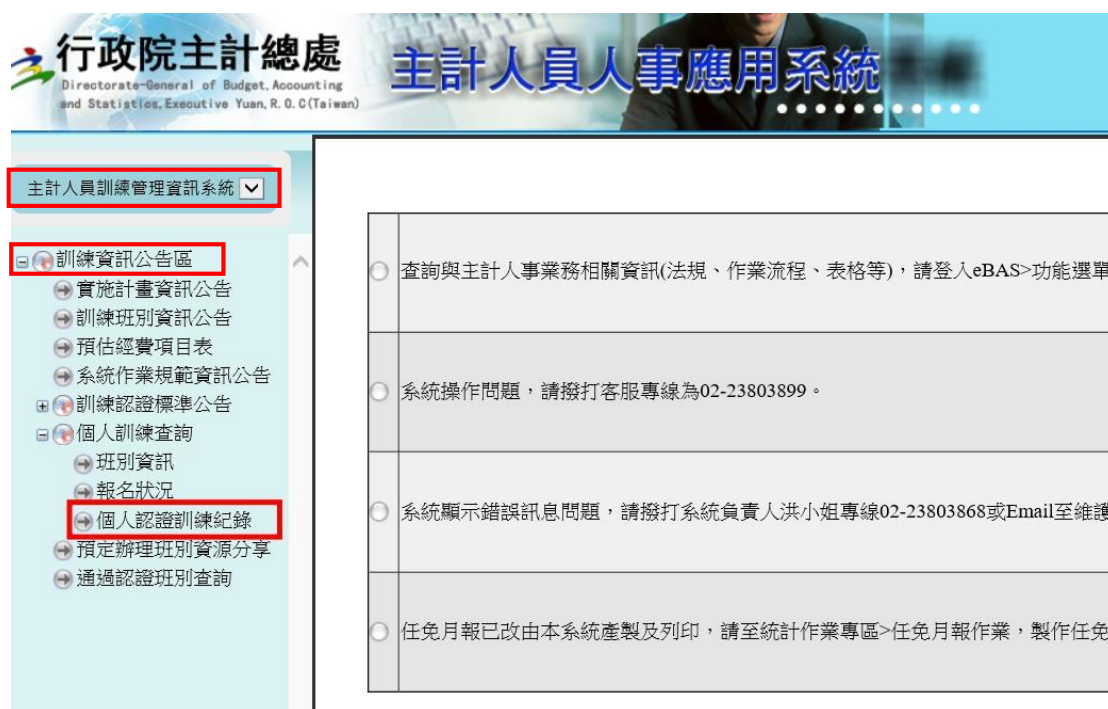 行政院主計總處
Directorate-General of Budget, Accounting
and Statistics, Executive Yuan, R.O.C(Taiwan)
主計人員人事應用系統
主計人員訓練管理資訊系統
訓練資訊公告區
實施計畫資訊公告
訓練班別資訊公告
預估經費項目表
系統作業規範資訊公告
訓練認證標準公告
個人訓練查詢
班別資訊
報名狀況
個人認證訓練紀錄
預定辦理班別資源分享
通過認證班別查詢
查詢與主計人事業務相關資訊(法規、作業流程、表格等)，請登入eBAS>功能選單
系統操作問題，請撥打客服專線為02-23803899。
系統顯示錯誤訊息問題，請撥打系統負責人洪小姐專線02-23803868或Email至維護
任免月報已改由本系統產製及列印，請至統計作業專區>任免月報作業，製作任免